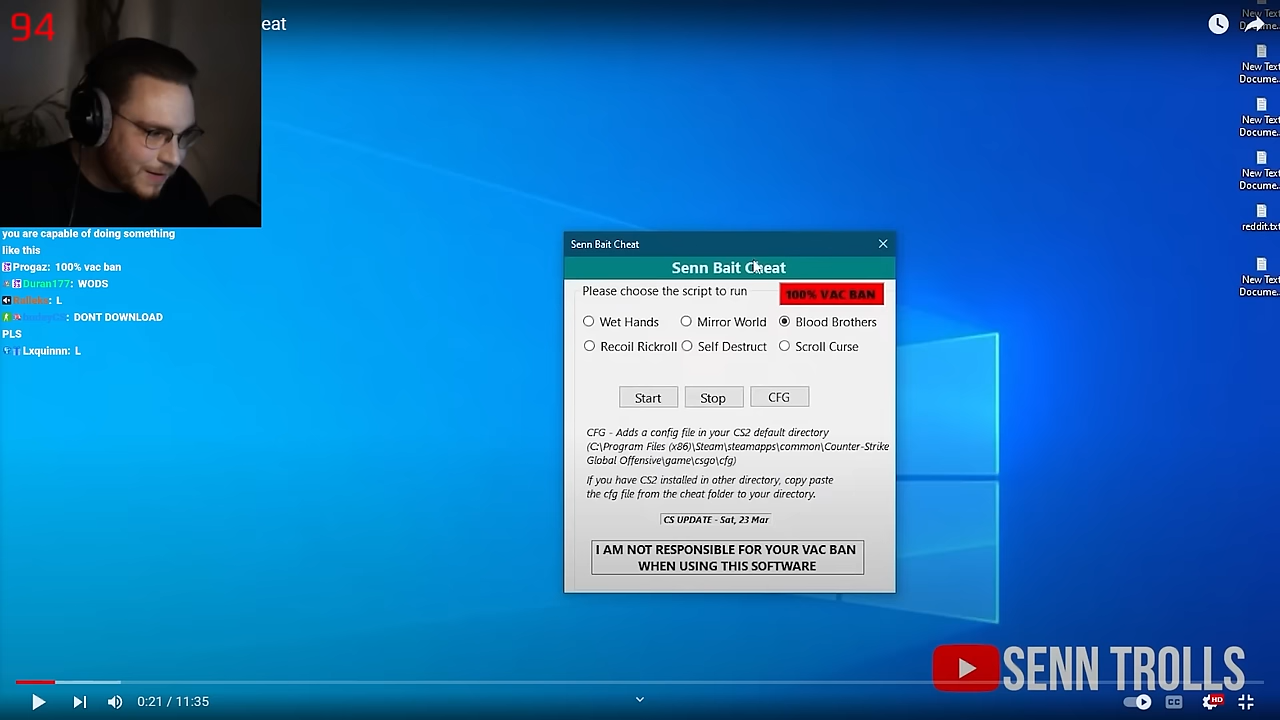 94
eat
you are capable of doing something
like this
Progaz: 100% vac ban
Duran177: WODS
: L
: DONT DOWNLOAD
PLS
Lxquinnn: L
New Text
Docume...
New Text
Docume...
New Text
Docume...
New Text
Docume...
reddit.txt
New Text
Docume...
Senn Bait Cheat
Senn Bait Cheat
Please choose the script to run
100% VAC BAN
Wet Hands
Mirror World
Blood Brothers
Recoil Rickroll
Self Destruct
Scroll Curse
Start
Stop
CFG
CFG - Adds a config file in your CS2 default directory
(C:\Program Files (x86)\Steam\steamapps\common\Counter-Strike
Global Offensive\game\csgo\cfg)
If you have CS2 installed in other directory, copy paste
the cfg file from the cheat folder to your directory.
CS UPDATE - Sat, 23 Mar
I AM NOT RESPONSIBLE FOR YOUR VAC BAN
WHEN USING THIS SOFTWARE
SENN TROLLS
0:21 / 11:35
CC
HD